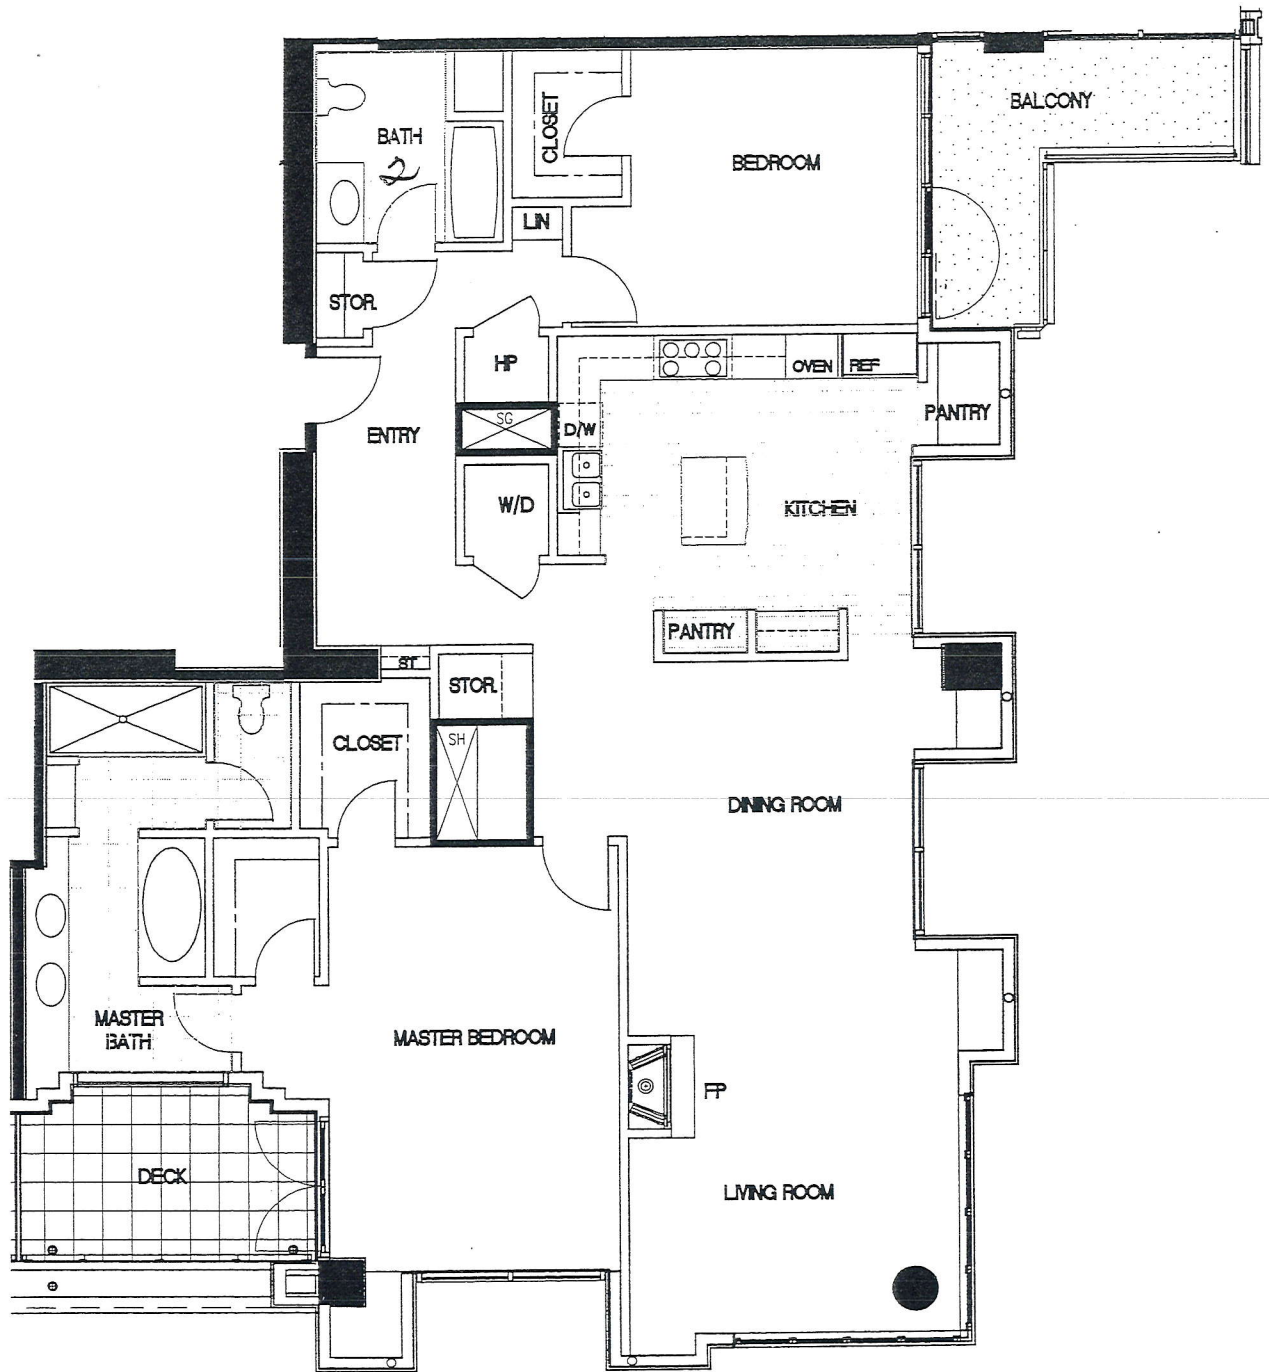 BALCONY
CLOSET
BATH
2
BEDROOM
LIN
STOR.
HP
OVEN
REF
SG
D/W
PANTRY
ENTRY
W/D
KITCHEN
PANTRY
ST
STOR.
CLOSET
SH
DINING ROOM
MASTER
BATH
MASTER BEDROOM
FP
DECK
LIVING ROOM